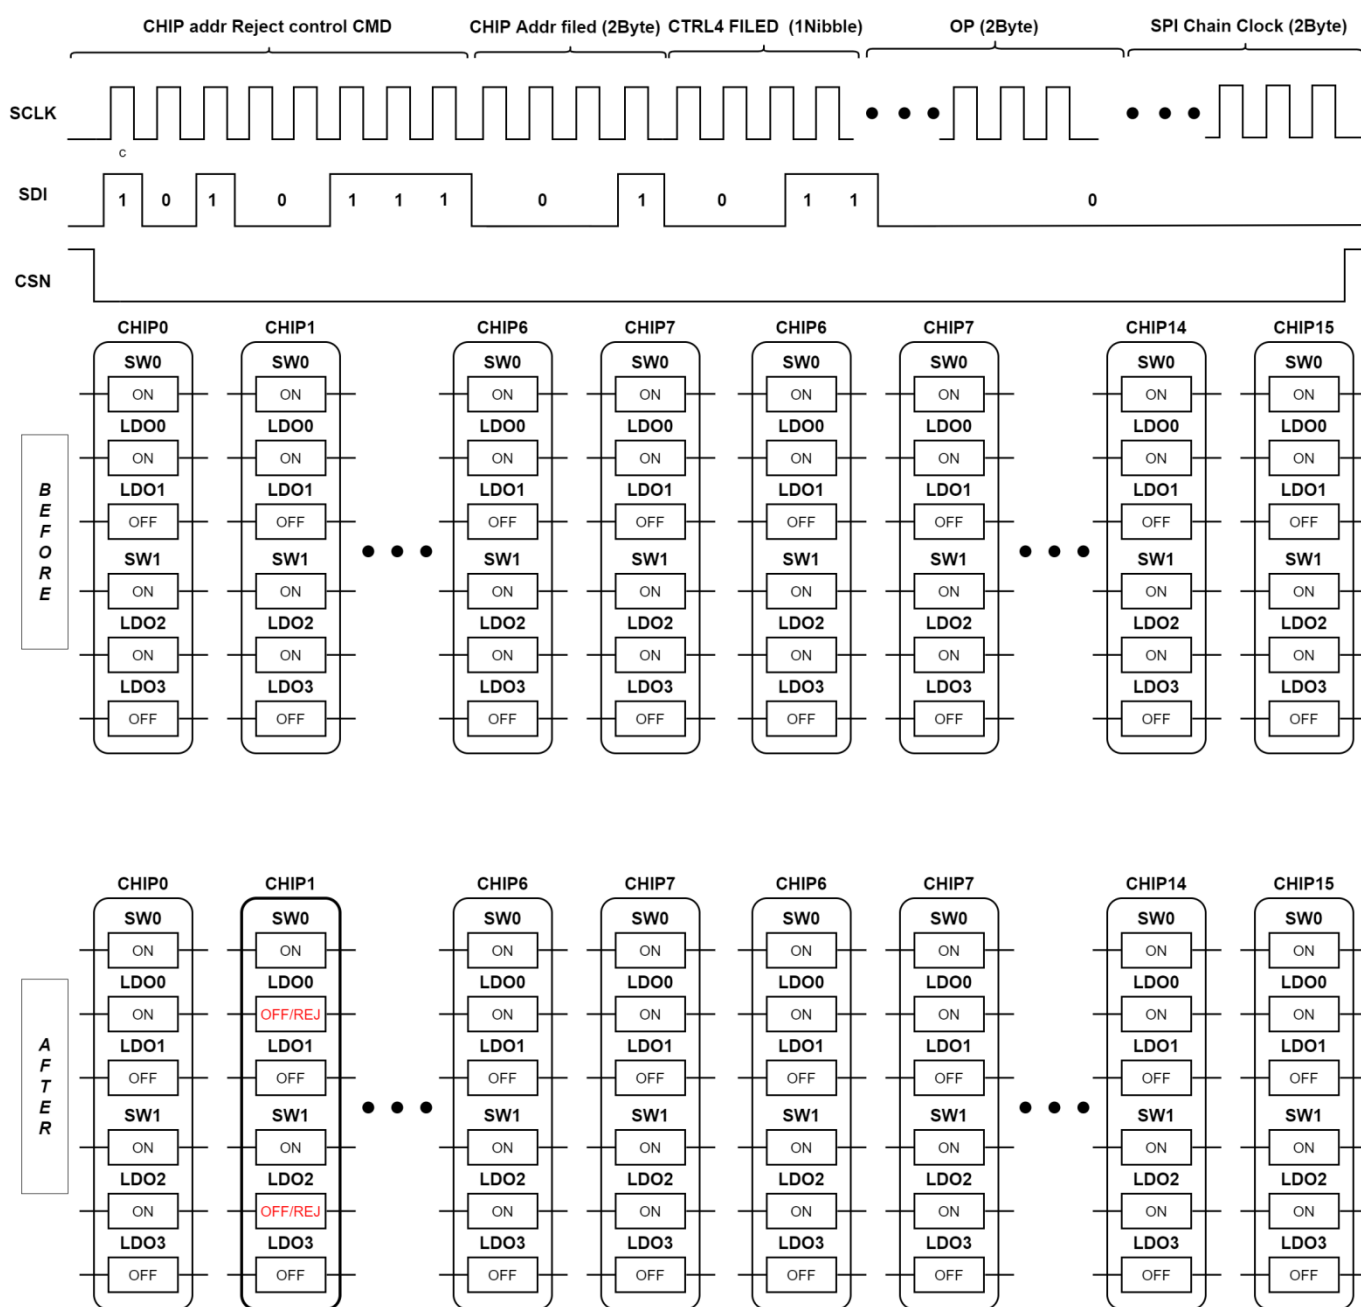 CHIP addr Reject control CMD CHIP Addr filed (2Byte) CTRL4 FILED (1Nibble) OP (2Byte) SPI Chain Clock (2Byte)
SCLK
c
SDI 1 0 1 0 1 1 1 0 1 0 1 1 0
CSN
CHIP0 CHIP1 CHIP6 CHIP7 CHIP6 CHIP7 CHIP14 CHIP15
SW0 SW0 SW0 SW0 SW0 SW0 SW0 SW0
ON ON ON ON ON ON ON ON
LDO0 LDO0 LDO0 LDO0 LDO0 LDO0 LDO0 LDO0
ON ON ON ON ON ON ON ON
LDO1 LDO1 LDO1 LDO1 LDO1 LDO1 LDO1 LDO1
OFF OFF OFF OFF OFF OFF OFF OFF
SW1 SW1 SW1 SW1 SW1 SW1 SW1 SW1
ON ON ON ON ON ON ON ON
LDO2 LDO2 LDO2 LDO2 LDO2 LDO2 LDO2 LDO2
ON ON ON ON ON ON ON ON
LDO3 LDO3 LDO3 LDO3 LDO3 LDO3 LDO3 LDO3
OFF OFF OFF OFF OFF OFF OFF OFF
BEFORE
CHIP0 CHIP1 CHIP6 CHIP7 CHIP6 CHIP7 CHIP14 CHIP15
SW0 SW0 SW0 SW0 SW0 SW0 SW0 SW0
ON ON ON ON ON ON ON ON
LDO0 LDO0 LDO0 LDO0 LDO0 LDO0 LDO0 LDO0
ON OFF/REJ ON ON ON ON ON ON
LDO1 LDO1 LDO1 LDO1 LDO1 LDO1 LDO1 LDO1
OFF OFF OFF OFF OFF OFF OFF OFF
SW1 SW1 SW1 SW1 SW1 SW1 SW1 SW1
ON ON ON ON ON ON ON ON
LDO2 LDO2 LDO2 LDO2 LDO2 LDO2 LDO2 LDO2
ON OFF/REJ ON ON ON ON ON ON
LDO3 LDO3 LDO3 LDO3 LDO3 LDO3 LDO3 LDO3
OFF OFF OFF OFF OFF OFF OFF OFF
AFTER